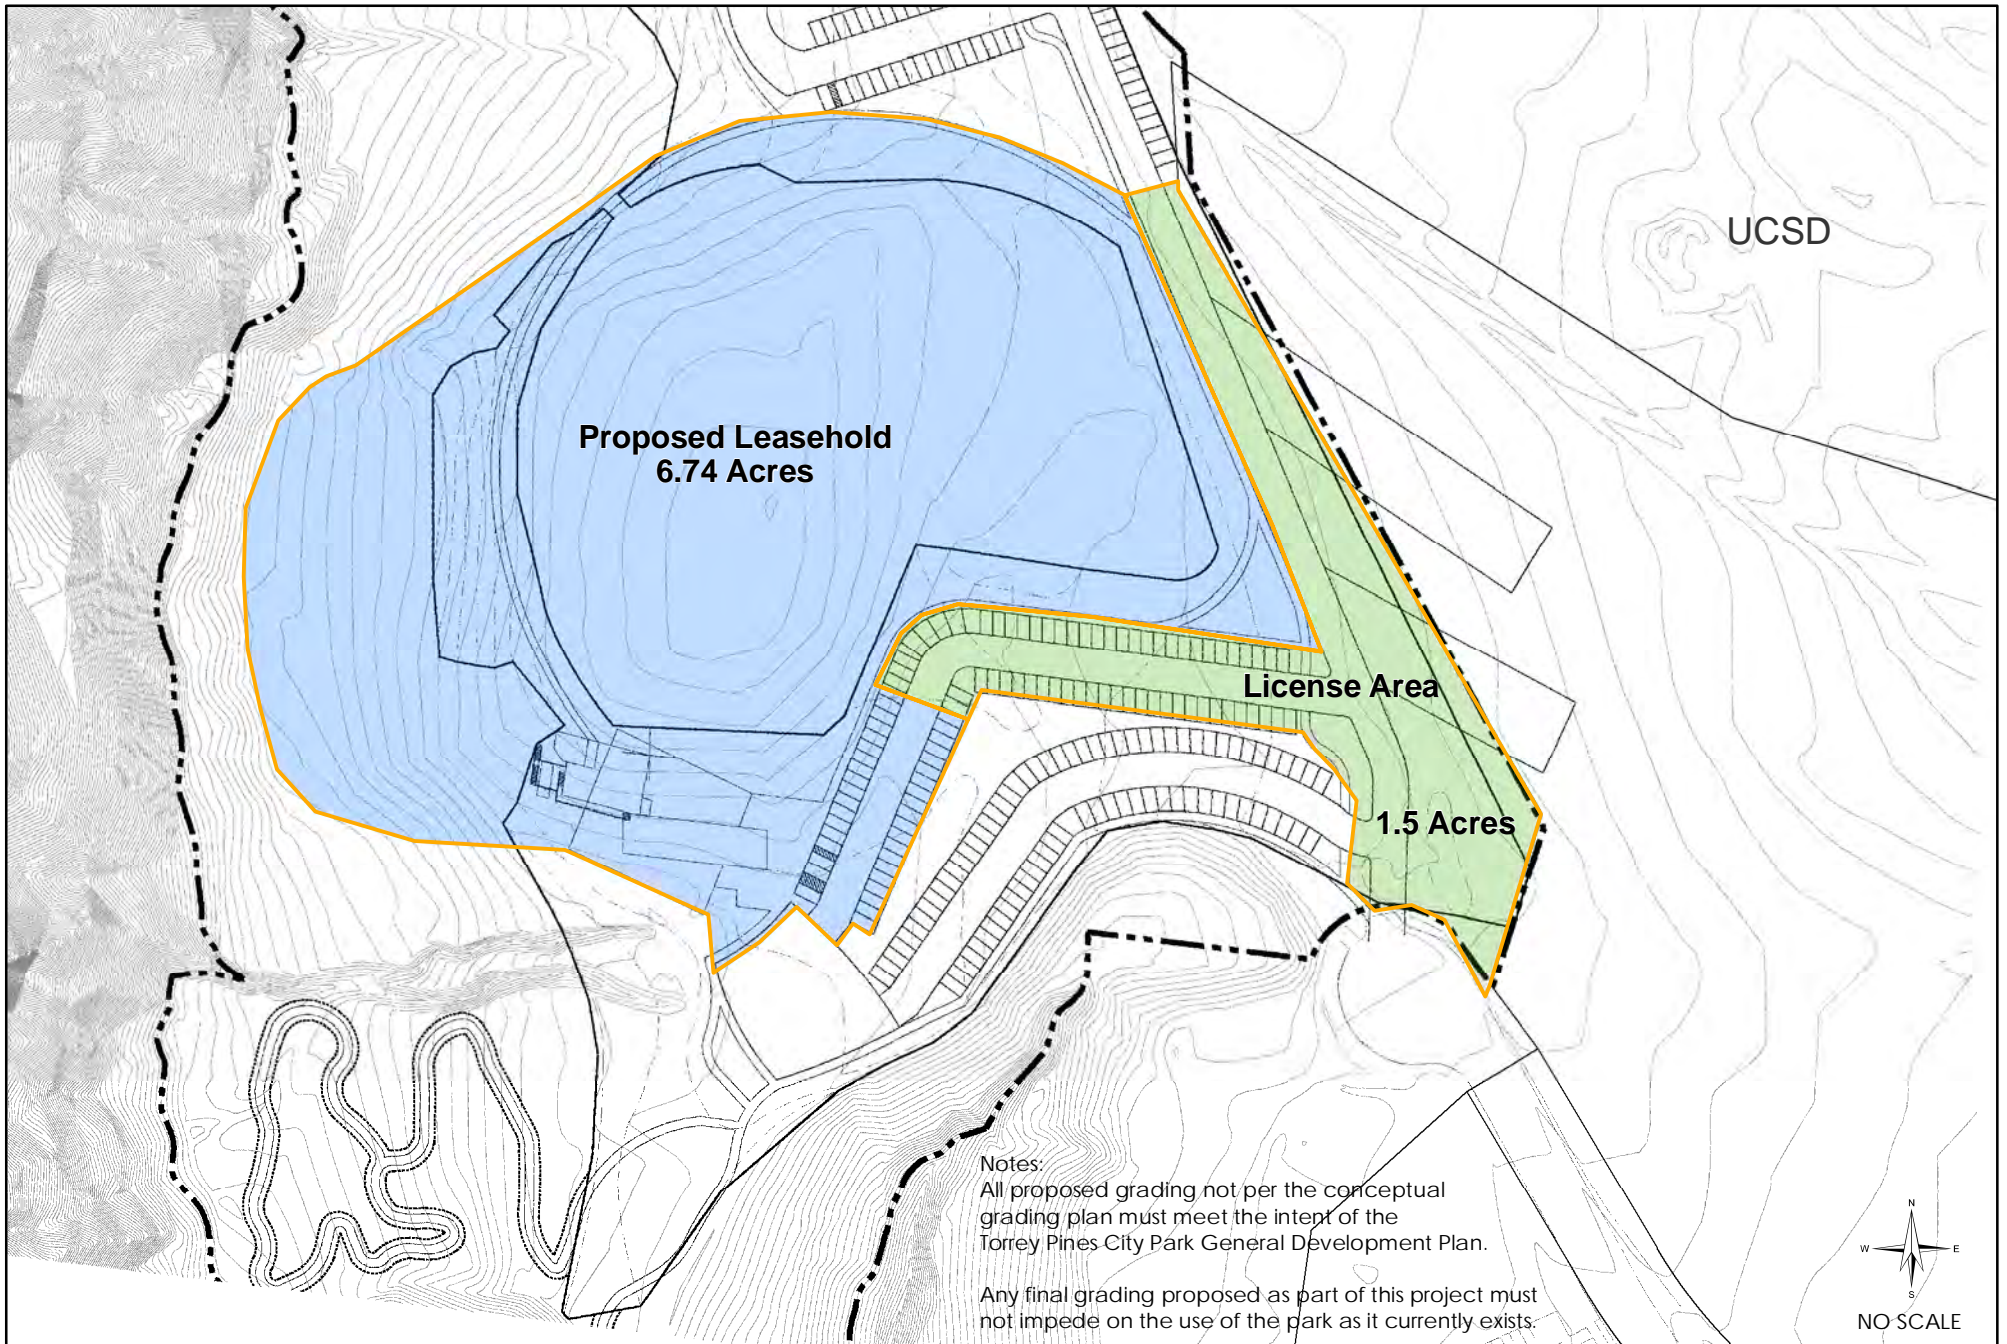 UCSD
Proposed Leasehold
6.74 Acres
License Area
1.5 Acres
Notes:
All proposed grading not per the conceptual
grading plan must meet the intent of the
Torrey Pines City Park General Development Plan.
Any final grading proposed as part of this project must
not impede on the use of the park as it currently exists.
N
W E
S
NO SCALE